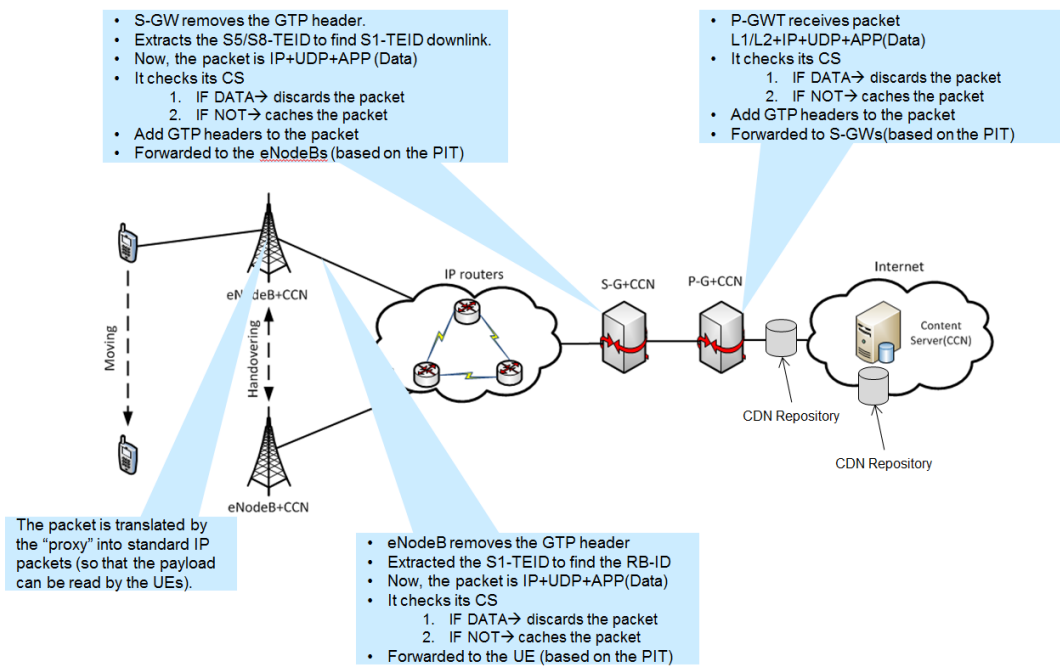 • S-GW removes the GTP header.
• Extracts the S5/S8-TEID to find S1-TEID downlink.
• Now, the packet is IP+UDP+APP (Data)
• It checks its CS
1. IF DATA→ discards the packet
2. IF NOT→ caches the packet
• Add GTP headers to the packet
• Forwarded to the eNodeBs (based on the PIT)
• P-GWT receives packet
L1/L2+IP+UDP+APP(Data)
• It checks its CS
1. IF DATA→ discards the packet
2. IF NOT→ caches the packet
• Add GTP headers to the packet
• Forwarded to S-GWs(based on the PIT)
eNodeB+CCN
IP routers
S-G+CCN
P-G+CCN
Internet
Content
Server(CCN)
Moving
Handovering
CDN Repository
CDN Repository
eNodeB+CCN
The packet is translated by
the “proxy” into standard IP
packets (so that the payload
can be read by the UEs).
• eNodeB removes the GTP header
• Extracted the S1-TEID to find the RB-ID
• Now, the packet is IP+UDP+APP(Data)
• It checks its CS
1. IF DATA→ discards the packet
2. IF NOT→ caches the packet
• Forwarded to the UE (based on the PIT)